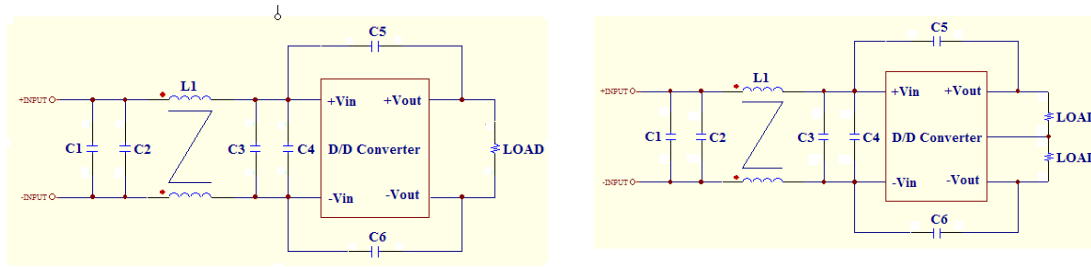 C5
L1
+INPUT
+Vin
+Vout
C1
C2
C3
C4
D/D Converter
LOAD
-INPUT
-Vin
-Vout
C6
C5
L1
+INPUT
+Vin
+Vout
LOAD
C1
C2
C3
C4
D/D Converter
LOAD
-INPUT
-Vin
-Vout
C6